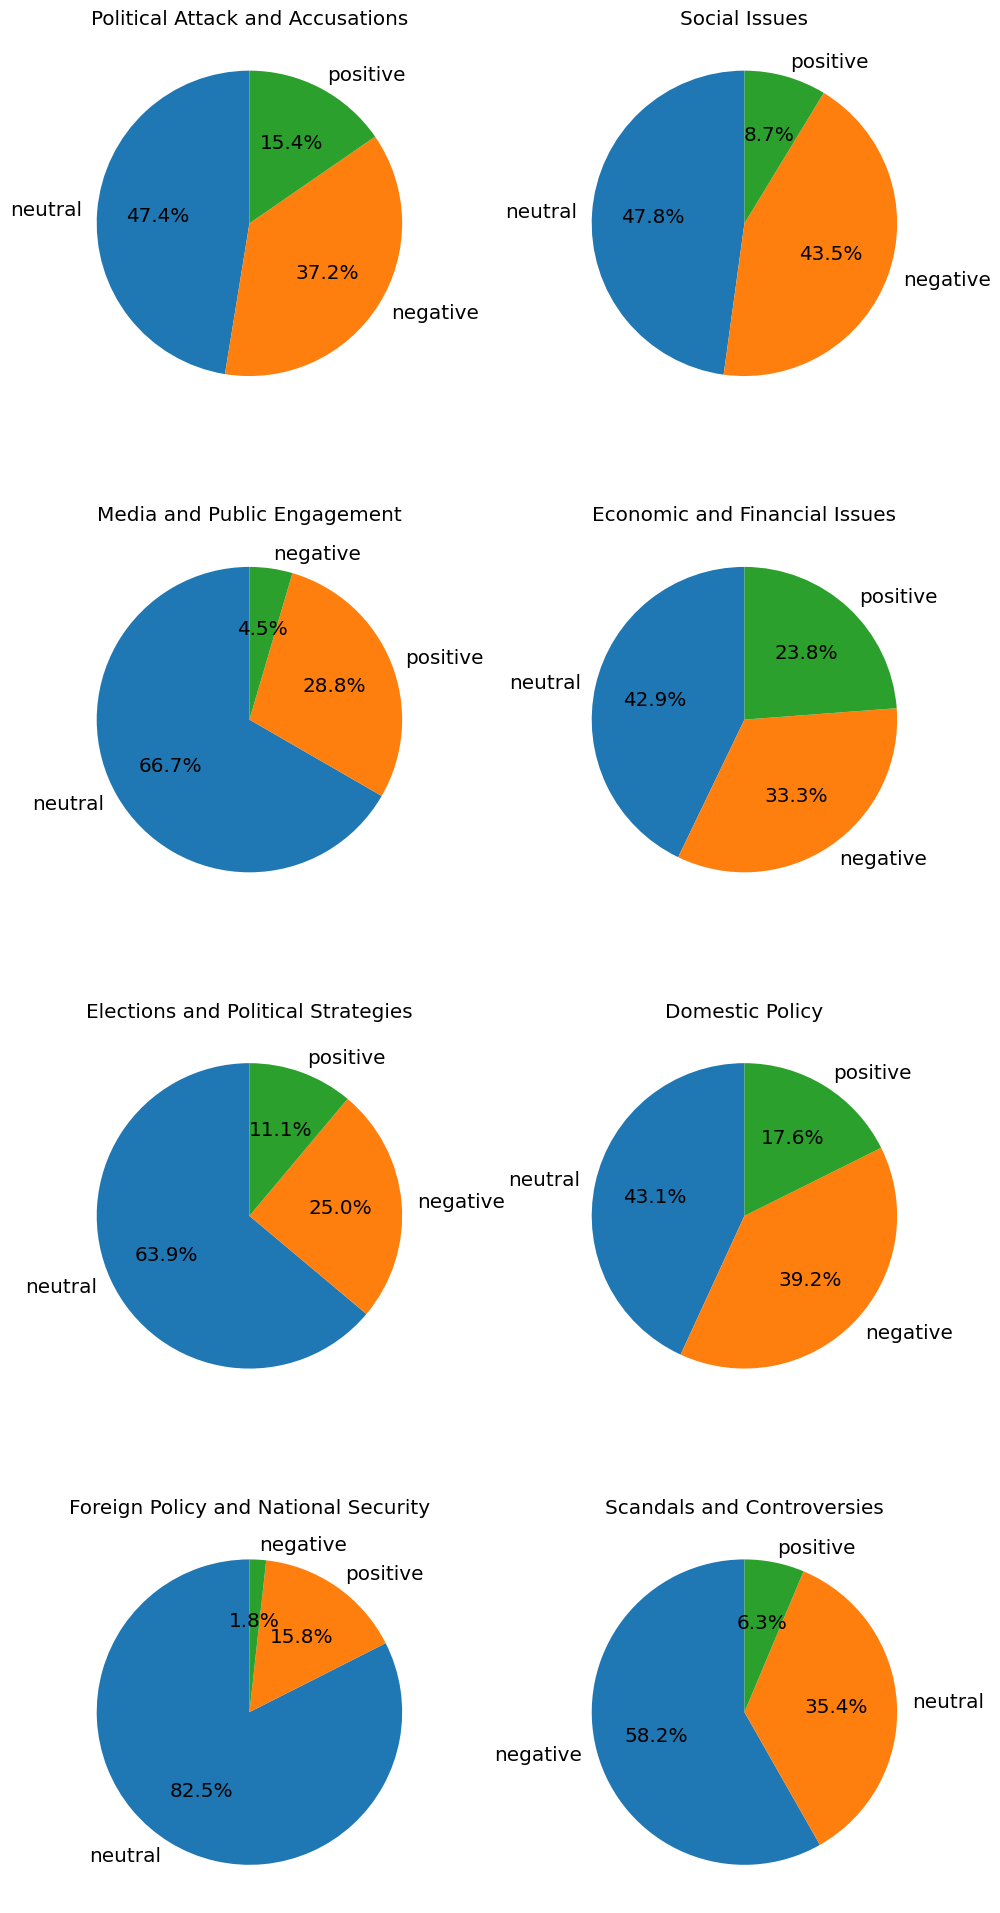 Political Attack and Accusations
positive
15.4%
neutral
47.4%
37.2%
negative
Social Issues
positive
8.7%
neutral
47.8%
43.5%
negative
Media and Public Engagement
negative
4.5%
positive
28.8%
66.7%
neutral
Economic and Financial Issues
positive
23.8%
neutral
42.9%
33.3%
negative
Elections and Political Strategies
positive
11.1%
negative
25.0%
63.9%
neutral
Domestic Policy
positive
17.6%
neutral
43.1%
39.2%
negative
Foreign Policy and National Security
negative
positive
1.8%
15.8%
82.5%
neutral
Scandals and Controversies
positive
6.3%
35.4%
neutral
58.2%
negative